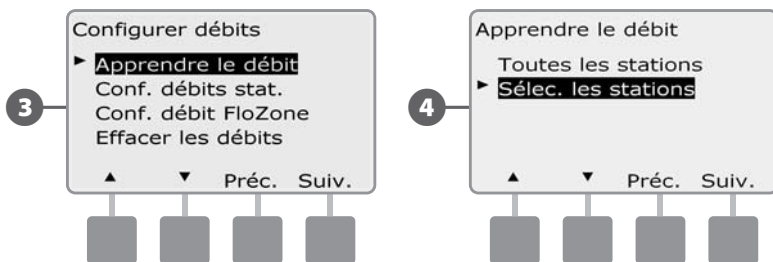 3
Configurer débits
► Apprendre le débit
Conf. débits stat.
Conf. débit FloZone
Effacer les débits
▲ ▼ Préc. Suiv.
4
Apprendre le débit
Toutes les stations
► Sélec. les stations
▲ ▼ Préc. Suiv.